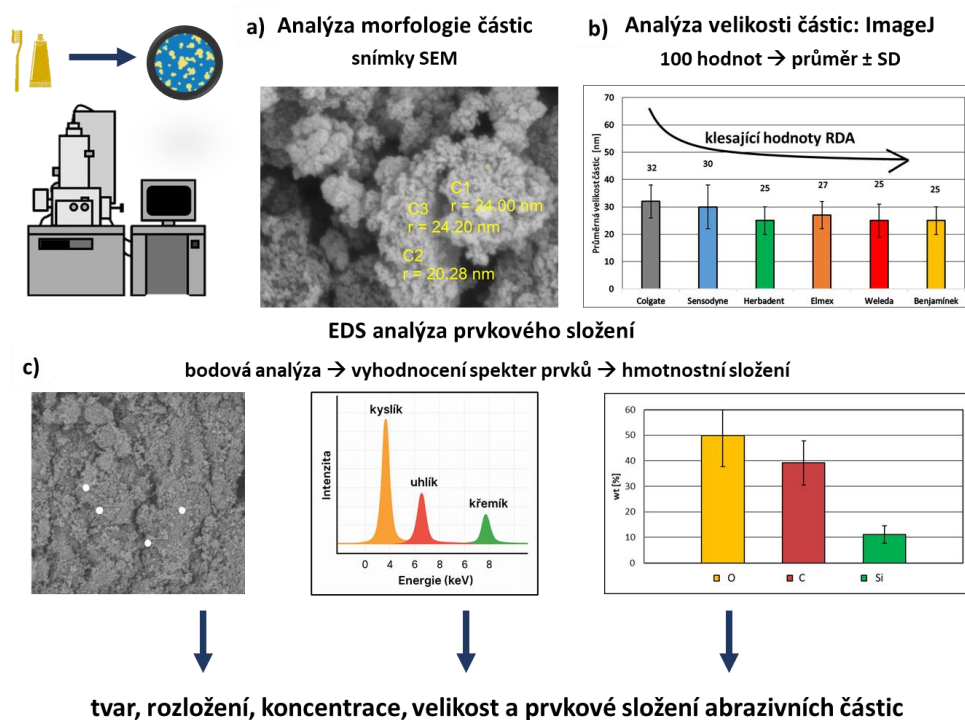 a) Analýza morfologie částic
snímky SEM
C1
r = 24.00 nm
C3
r = 24.20 nm
C2
r = 20.28 nm
b) Analýza velikosti částic: ImageJ
100 hodnot → průměr ± SD
Průměrná velikost částic [nm]
70
60
50
40
30
20
10
0
klesající hodnoty RDA
32
30
25
27
25
25
Colgate Sensodyne Herbadent Elmex Weleda Benjamínek
EDS analýza prvkového složení
c)
bodová analýza → vyhodnocení spekter prvků → hmotnostní složení
Intenzita
kyslík
uhlík
křemík
0 4 6 8 6 8
Energie (keV)
wt [%]
60
50
40
30
20
10
0
O C Si
tvar, rozložení, koncentrace, velikost a prvkové složení abrazivních částic